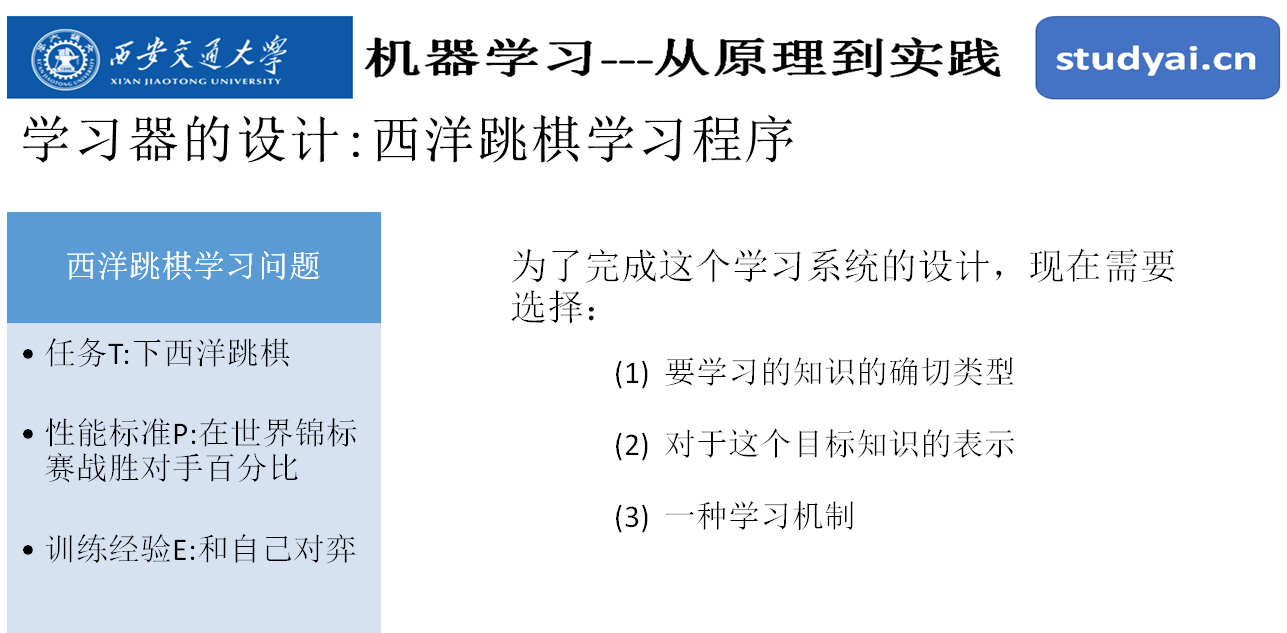 西安交通大学
XI'AN JIAOTONG UNIVERSITY
机器学习---从原理到实践
studyai.cn
学习器的设计:西洋跳棋学习程序
西洋跳棋学习问题
• 任务T:下西洋跳棋
• 性能标准P:在世界锦标
赛战胜对手百分比
• 训练经验E:和自己对弈
为了完成这个学习系统的设计，现在需要
选择：
(1) 要学习的知识的确切类型
(2) 对于这个目标知识的表示
(3) 一种学习机制